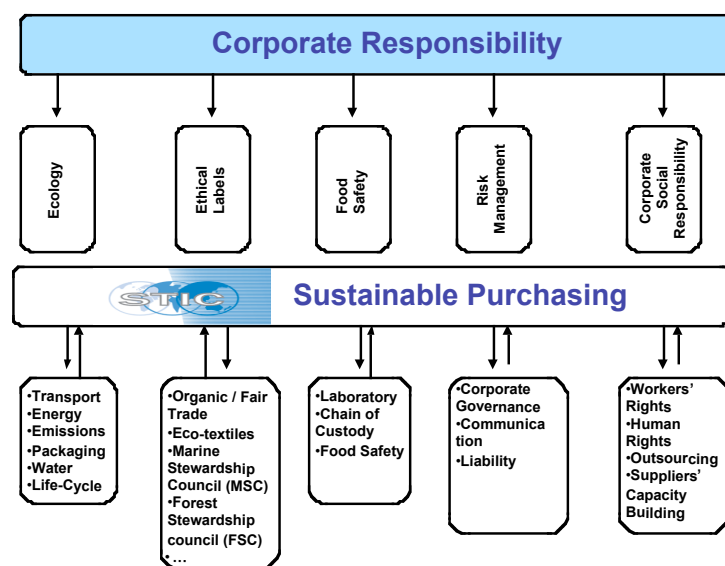 Corporate Responsibility
Ecology
Ethical
Labels
Food
Safety
Risk
Management
Corporate
Social
Responsibility
STIC
Sustainable Purchasing
•Transport
•Energy
•Emissions
•Packaging
•Water
•Life-Cycle
•Organic / Fair
Trade
•Eco-textiles
•Marine
Stewardship
Council (MSC)
•Forest
Stewardship
council (FSC)
•…
•Laboratory
•Chain of
Custody
•Food Safety
•Corporate
Governance
•Communica
tion
•Liability
•Workers’
Rights
•Human
Rights
•Outsourcing
•Suppliers’
Capacity
Building